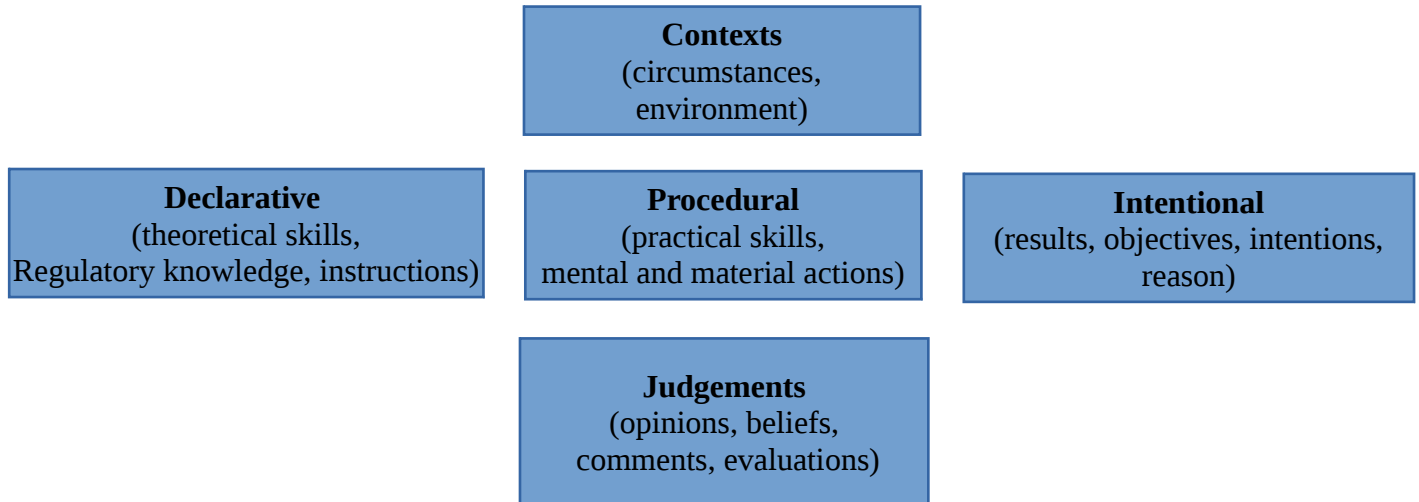 Contexts
(circumstances,
environment)
Declarative
(theoretical skills,
Regulatory knowledge, instructions)
Procedural
(practical skills,
mental and material actions)
Intentional
(results, objectives, intentions,
reason)
Judgements
(opinions, beliefs,
comments, evaluations)